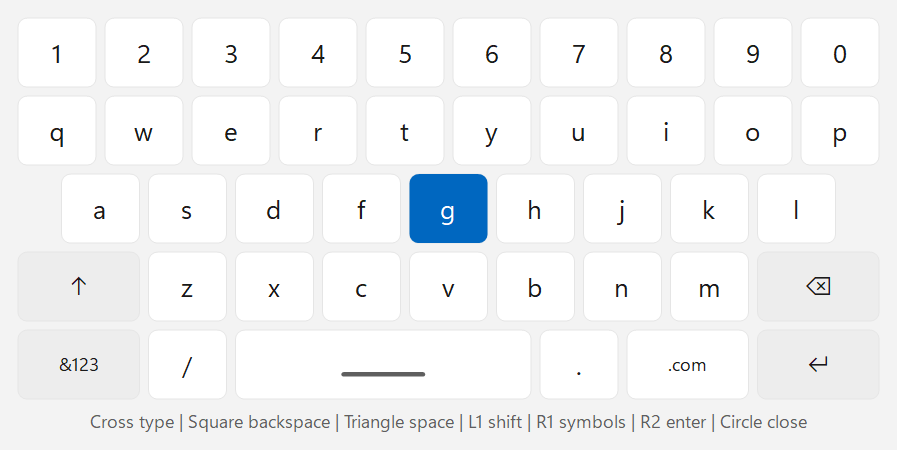 1 2 3 4 5 6 7 8 9 0
q w e r t y u i o p
a s d f g h j k l
↑ z x c v b n m ⌫
&123 / . .com ↵
Cross type | Square backspace | Triangle space | L1 shift | R1 symbols | R2 enter | Circle close